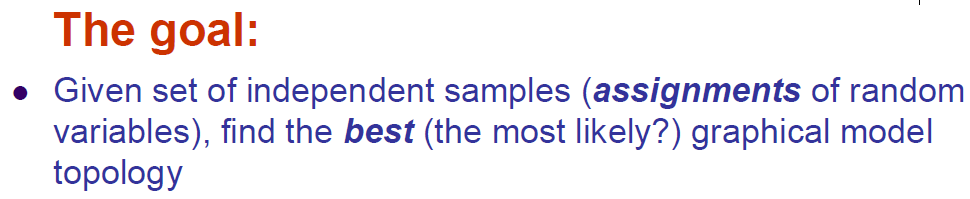 The goal:
● Given set of independent samples (assignments of random
variables), find the best (the most likely?) graphical model
topology